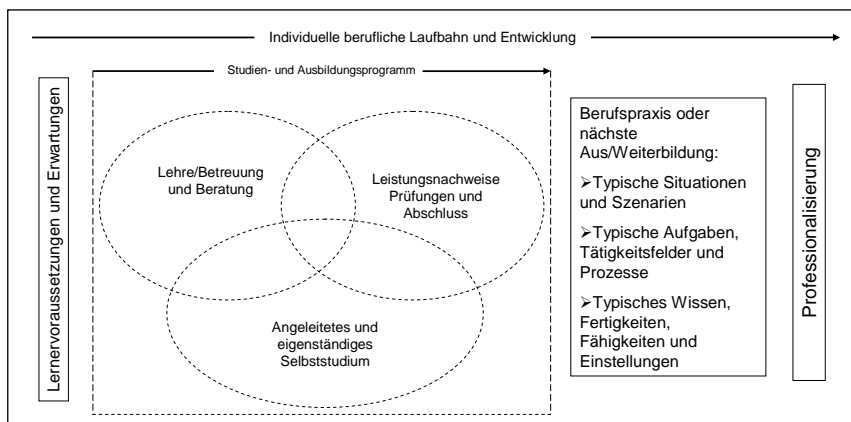 Individuelle berufliche Laufbahn und Entwicklung
Studien- und Ausbildungsprogramm
Lernervoraussetzungen und Erwartungen
Lehre/Betreuung
und Beratung
Leistungsnachweise
Prüfungen und
Abschluss
Angeleitetes und
eigenständiges
Selbststudium
Berufspraxis oder
nächste
Aus/Weiterbildung:
➢Typische Situationen
und Szenarien
➢Typische Aufgaben,
Tätigkeitsfelder und
Prozesse
➢Typisches Wissen,
Fertigkeiten,
Fähigkeiten und
Einstellungen
Professionalisierung